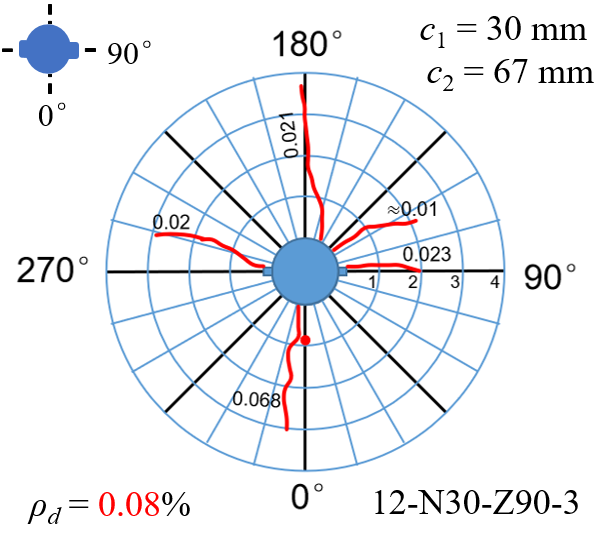 180°
c₁ = 30 mm
90°
c₂ = 67 mm
0°
0.021
≈0.01
0.02
0.023
270°
1 2 3 4
90°
0.068
0°
ρd = 0.08%
12-N30-Z90-3